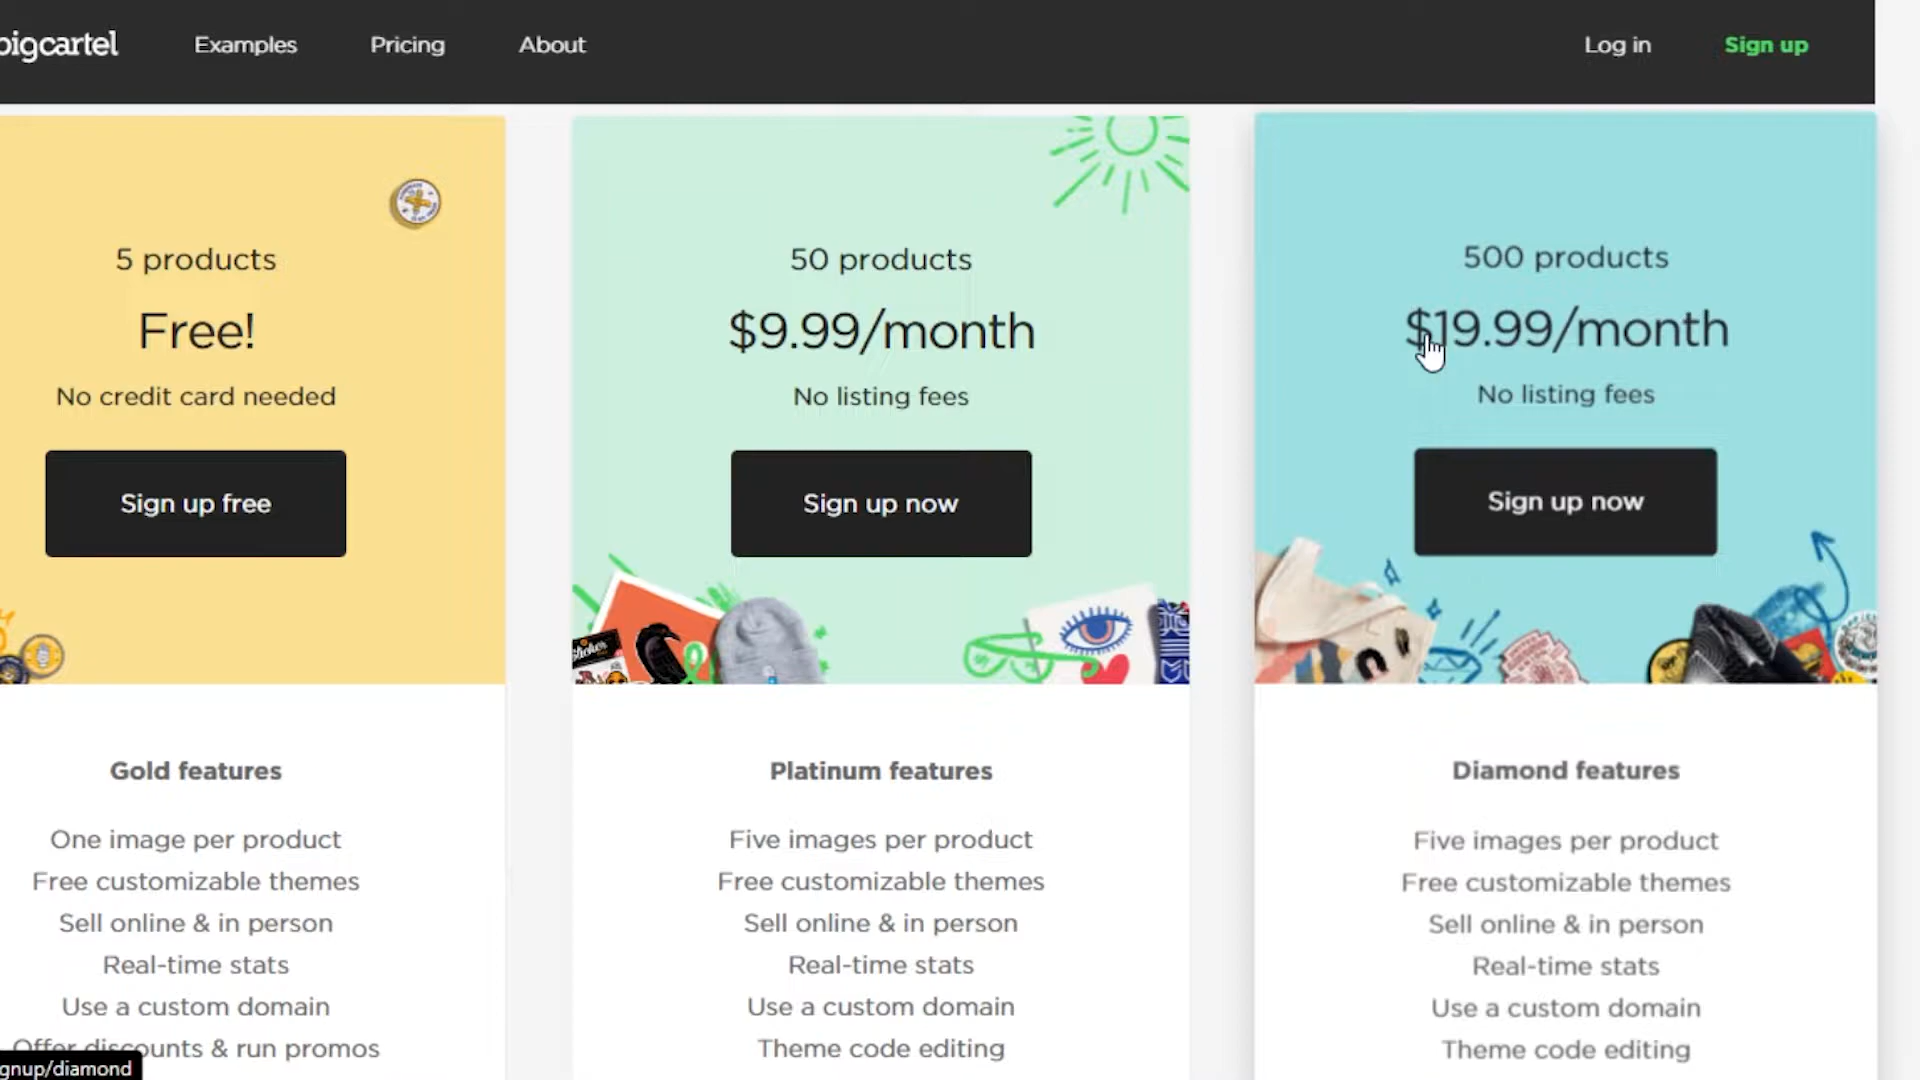 bigcartel Examples Pricing About Log in Sign up
5 products
Free!
No credit card needed
Sign up free
50 products
$9.99/month
No listing fees
Sign up now
500 products
$19.99/month
No listing fees
Sign up now
Gold features
One image per product
Free customizable themes
Sell online & in person
Real-time stats
Use a custom domain
Offer discounts & run promos
Platinum features
Five images per product
Free customizable themes
Sell online & in person
Real-time stats
Use a custom domain
Theme code editing
Diamond features
Five images per product
Free customizable themes
Sell online & in person
Real-time stats
Use a custom domain
Theme code editing
gnup/diamond